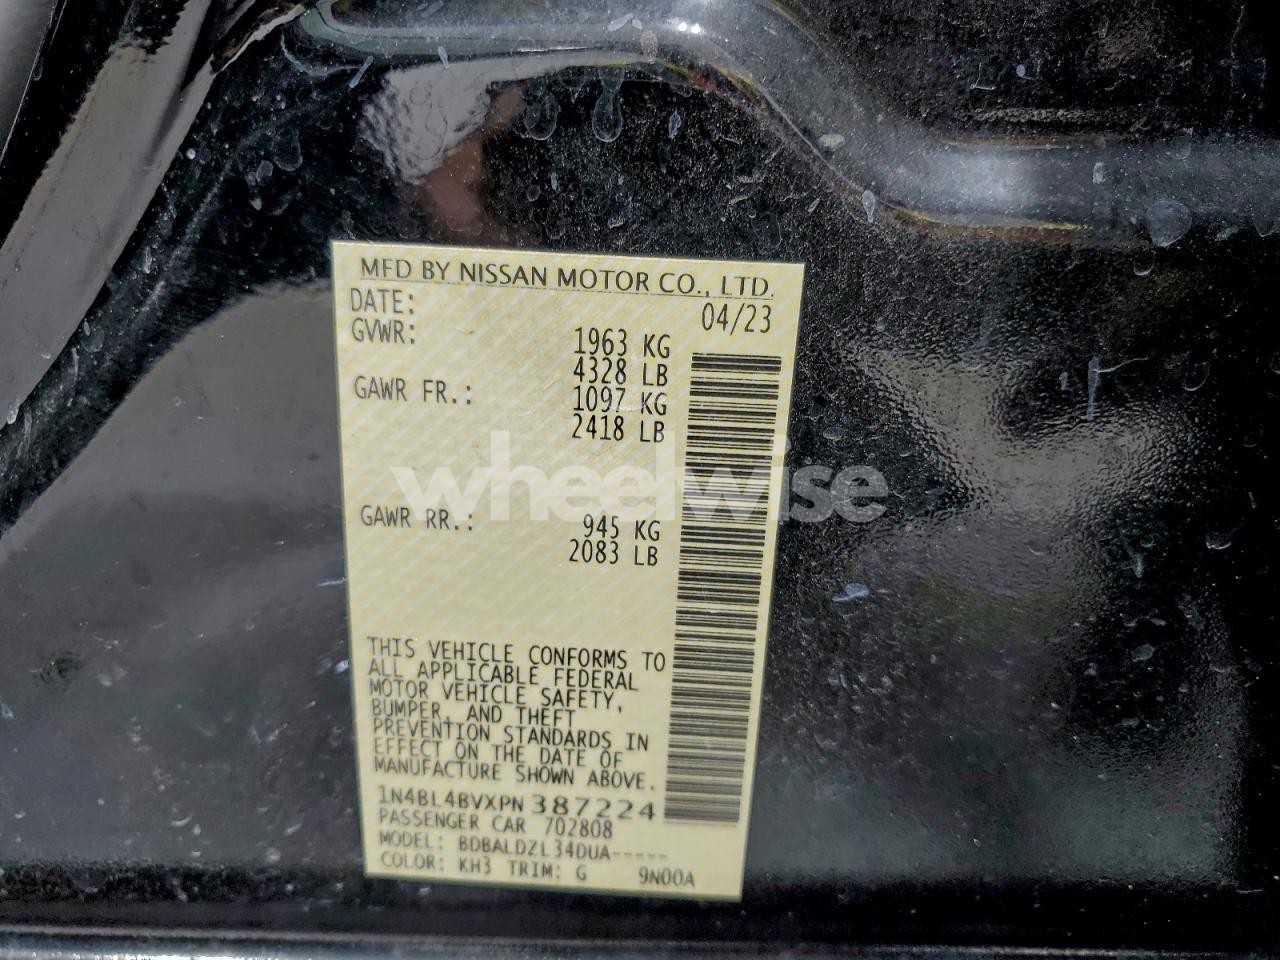 MFD BY NISSAN MOTOR CO., LTD.
DATE: 04/23
GVWR: 1963 KG
4328 LB
GAWR FR.: 1097 KG
2418 LB
wheelwise
GAWR RR.: 945 KG
2083 LB
THIS VEHICLE CONFORMS TO
ALL APPLICABLE FEDERAL
MOTOR VEHICLE SAFETY,
BUMPER, AND THEFT
PREVENTION STANDARDS IN
EFFECT ON THE DATE OF
MANUFACTURE SHOWN ABOVE.
1N4BL4BVXPN387224
PASSENGER CAR 702808
MODEL: BDBALDZL34DUA-----
COLOR: KH3 TRIM: G 9N00A